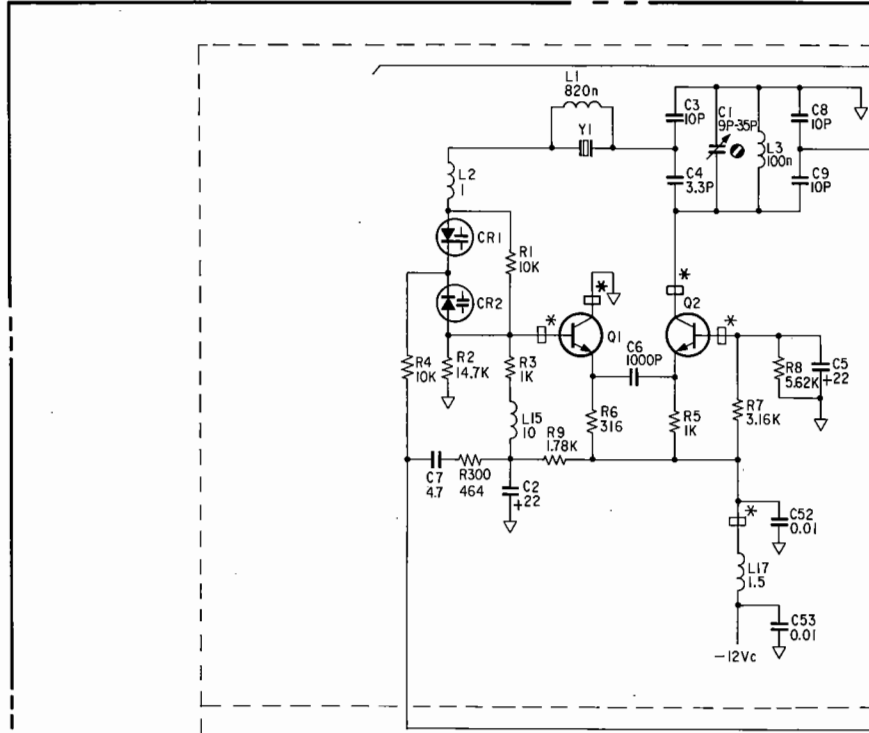 L1
820n
Y1
C3
10P
C1
9P-35P
C8
10P
L3
100n
C4
3.3P
C9
10P
L2
1
CR1
R1
10K
CR2
*
*
Q1
*
Q2
*
C6
1000P
R4
10K
R2
14.7K
R3
1K
R8
5.62K
C5
+22
L15
10
R6
316
R5
1K
R7
3.16K
R9
1.78K
C7
4.7
R300
464
C2
+22
*
C52
0.01
L17
1.5
C53
0.01
-12Vc